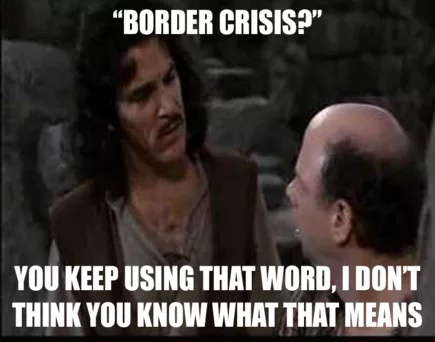 “BORDER CRISIS?”
YOU KEEP USING THAT WORD, I DON’T
THINK YOU KNOW WHAT THAT MEANS